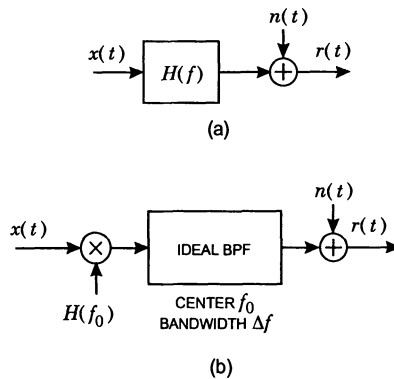 n(t)
x(t)
H(f)
+
r(t)
(a)
n(t)
x(t)
×
IDEAL BPF
+
r(t)
H(f₀)
CENTER f₀
BANDWIDTH Δf
(b)